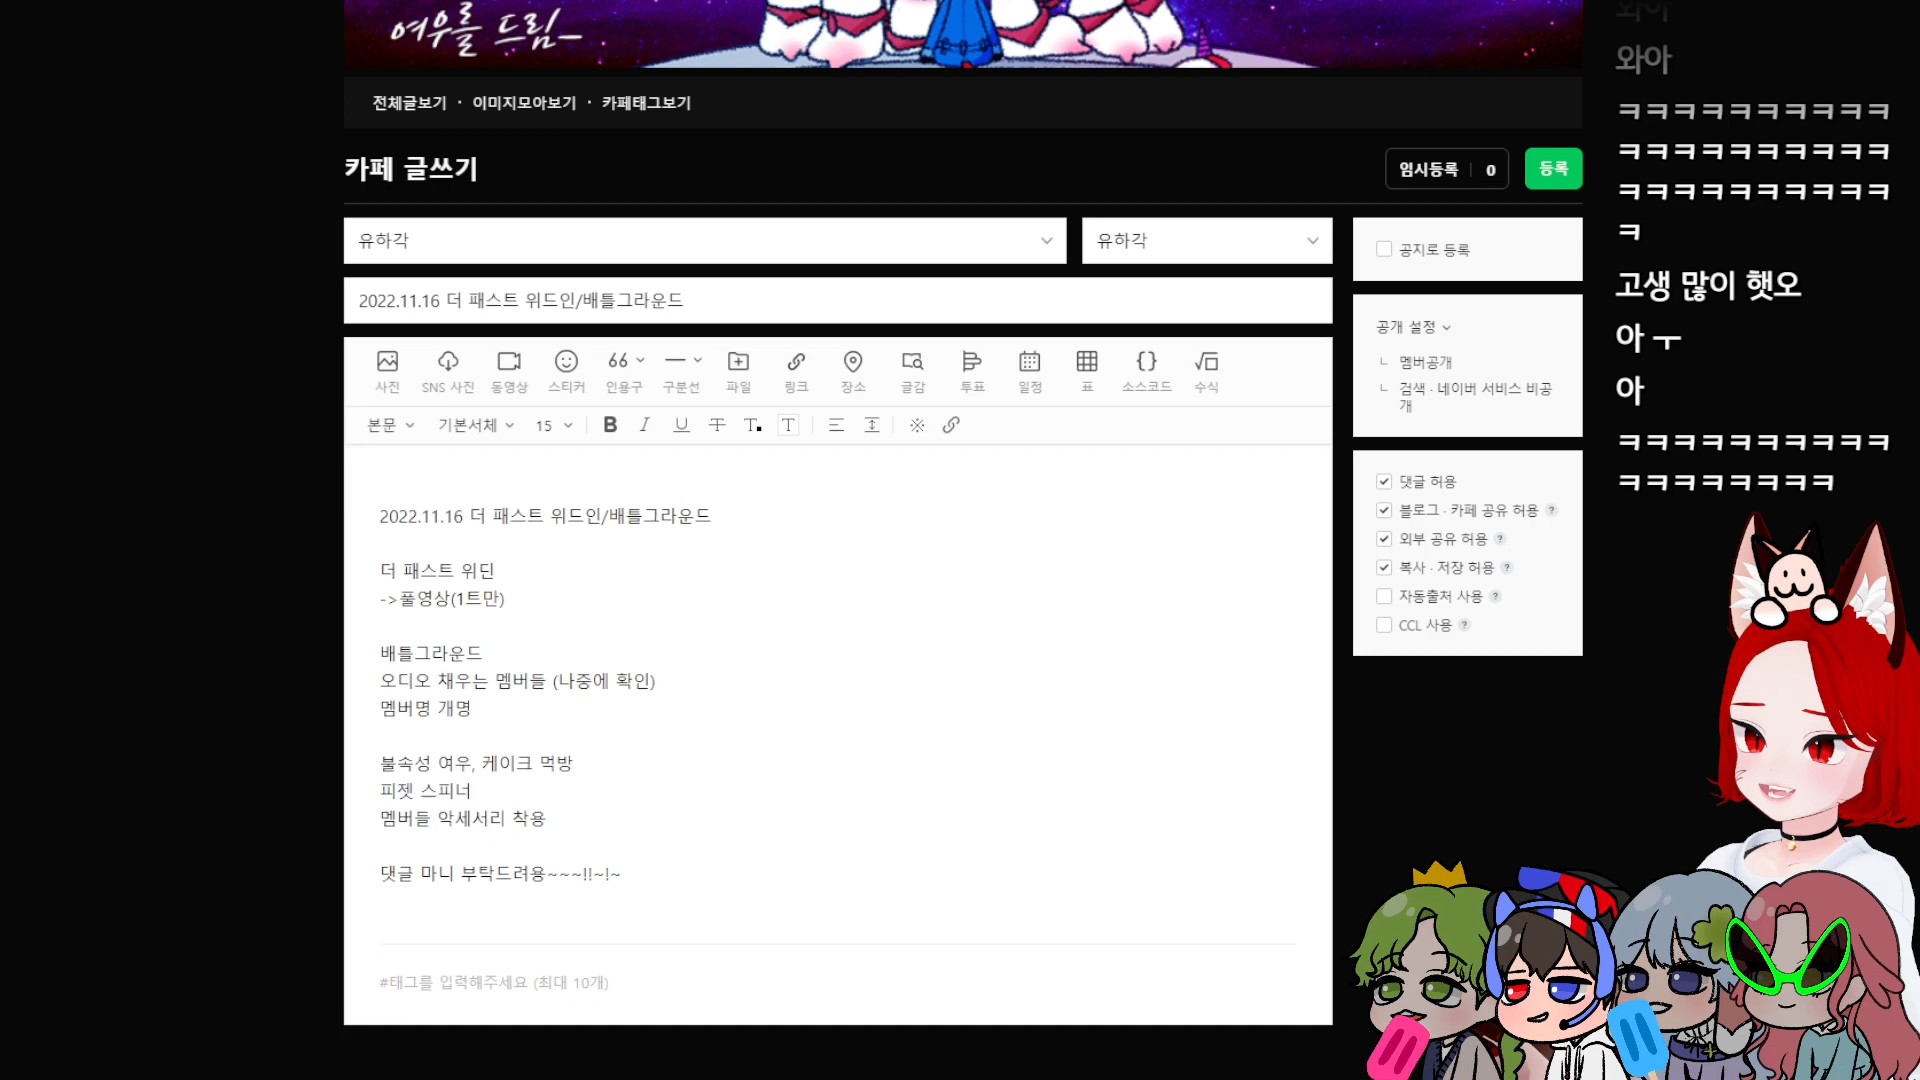 여우를 드림
전체글보기 · 이미지모아보기 · 카페태그보기
카페 글쓰기
임시등록 | 0
등록
유하각
유하각
2022.11.16 더 패스트 위드인/배틀그라운드
사진
SNS 사진
동영상
스티커
인용구
구분선
파일
링크
장소
글감
투표
일정
표
소스코드
수식
본문
기본서체
15
2022.11.16 더 패스트 위드인/배틀그라운드
더 패스트 위딘
->풀영상(1트만)
배틀그라운드
오디오 채우는 멤버들 (나중에 확인)
멤버명 개명
불속성 여우, 케이크 먹방
피젯 스피너
멤버들 악세서리 착용
댓글 마니 부탁드려용~~~!!~!~
#태그를 입력해주세요 (최대 10개)
공지로 등록
공개 설정
멤버공개
검색 · 네이버 서비스 비공
개
댓글 허용
블로그 · 카페 공유 허용 ?
외부 공유 허용 ?
복사 · 저장 허용 ?
자동출처 사용 ?
CCL 사용 ?
와아
와아
ㅋㅋㅋㅋㅋㅋㅋㅋㅋㅋ
ㅋㅋㅋㅋㅋㅋㅋㅋㅋㅋ
ㅋㅋㅋㅋㅋㅋㅋㅋㅋㅋ
ㅋ
고생 많이 햇오
아 ㅜ
아
ㅋㅋㅋㅋㅋㅋㅋㅋㅋㅋ
ㅋㅋㅋㅋㅋㅋㅋㅋ